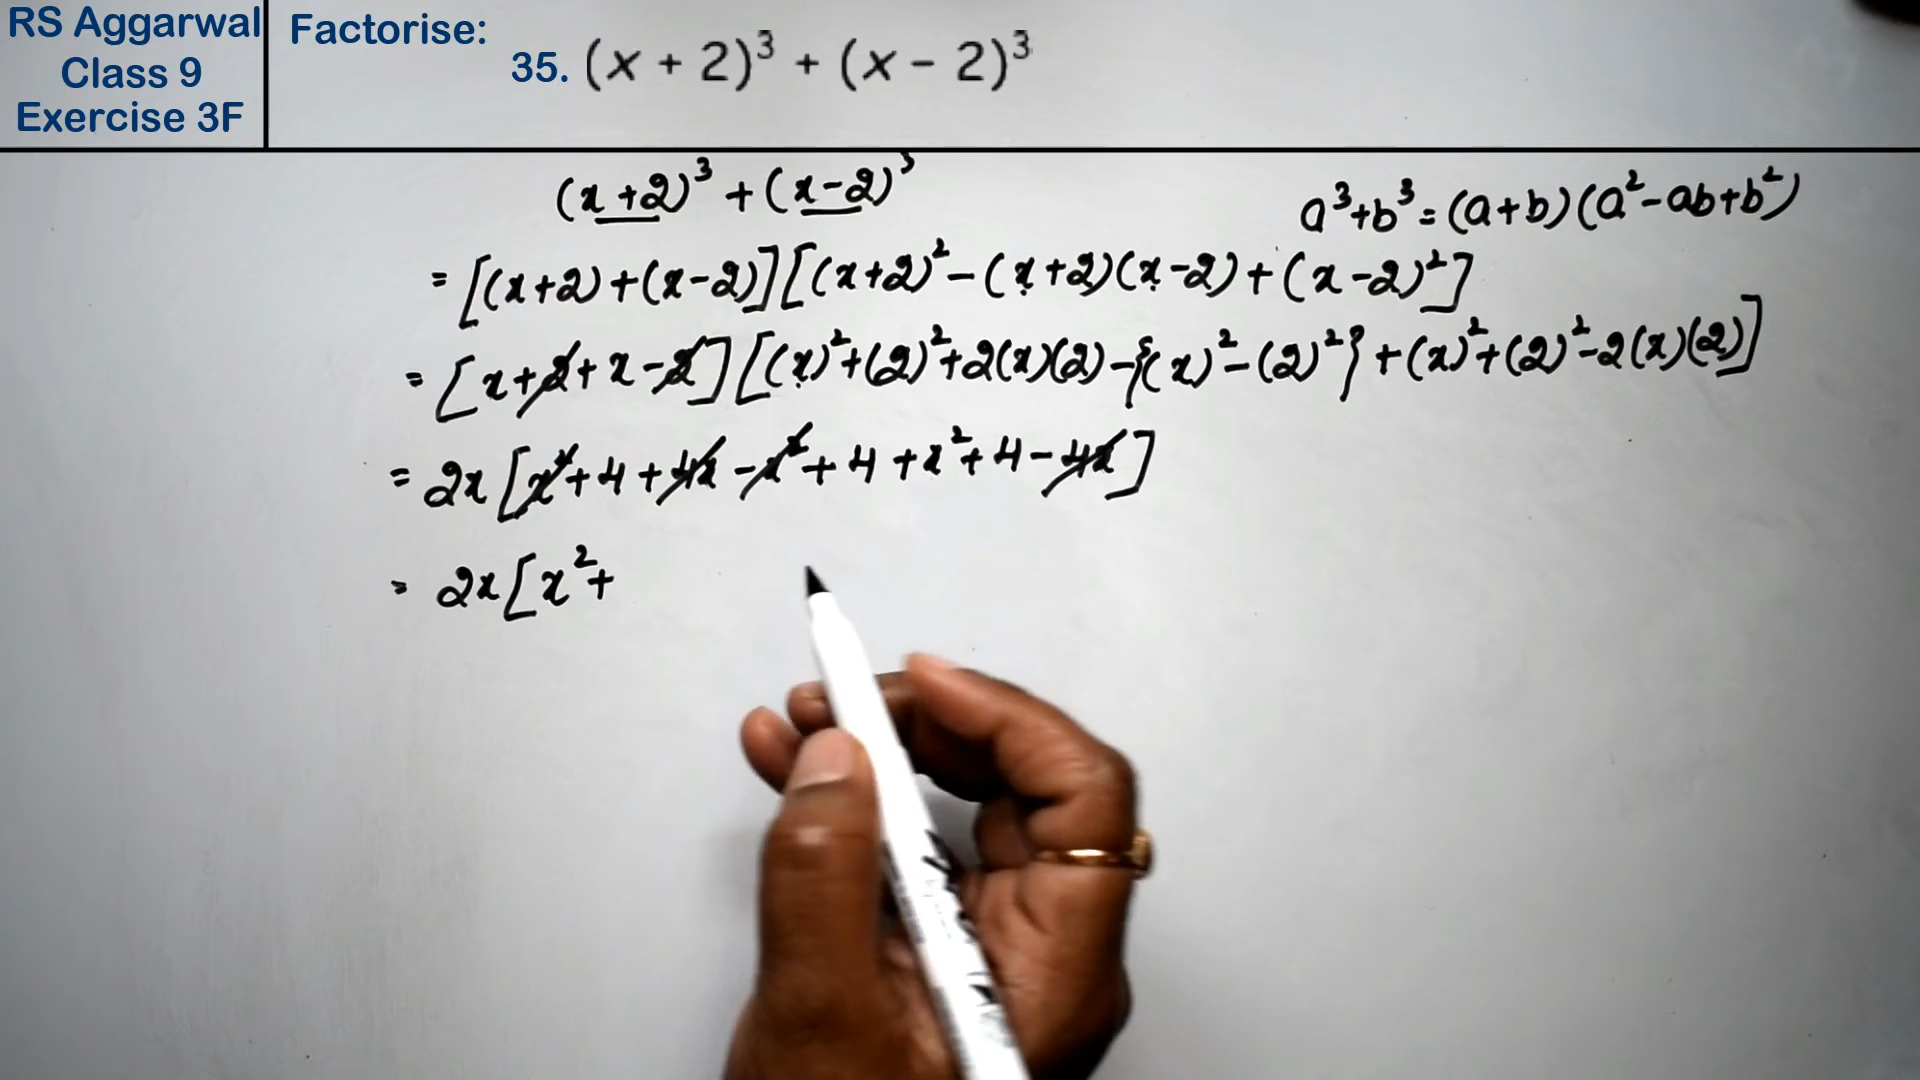 RS Aggarwal
Class 9
Exercise 3F
Factorise:
35. (x + 2)³ + (x − 2)³
(x+2)³ + (x-2)³
a³+b³ = (a+b)(a²-ab+b²)
= [(x+2)+(x-2)][(x+2)² - (x+2)(x-2) + (x-2)²]
= [x+2+x-2][(x)²+(2)²+2(x)(2)-{(x)²-(2)²}+(x)²+(2)²-2(x)(2)]
= 2x[x²+4+4x-x²+4+x²+4-4x]
= 2x[x²+